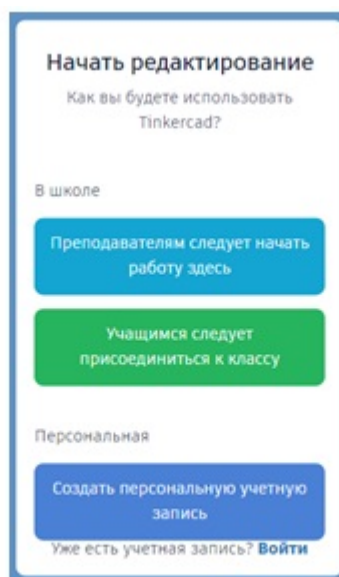 Начать редактирование
Как вы будете использовать
Tinkercad?
В школе
Преподавателям следует начать
работу здесь
Учащимся следует
присоединиться к классу
Персональная
Создать персональную учетную
запись
Уже есть учетная запись? Войти